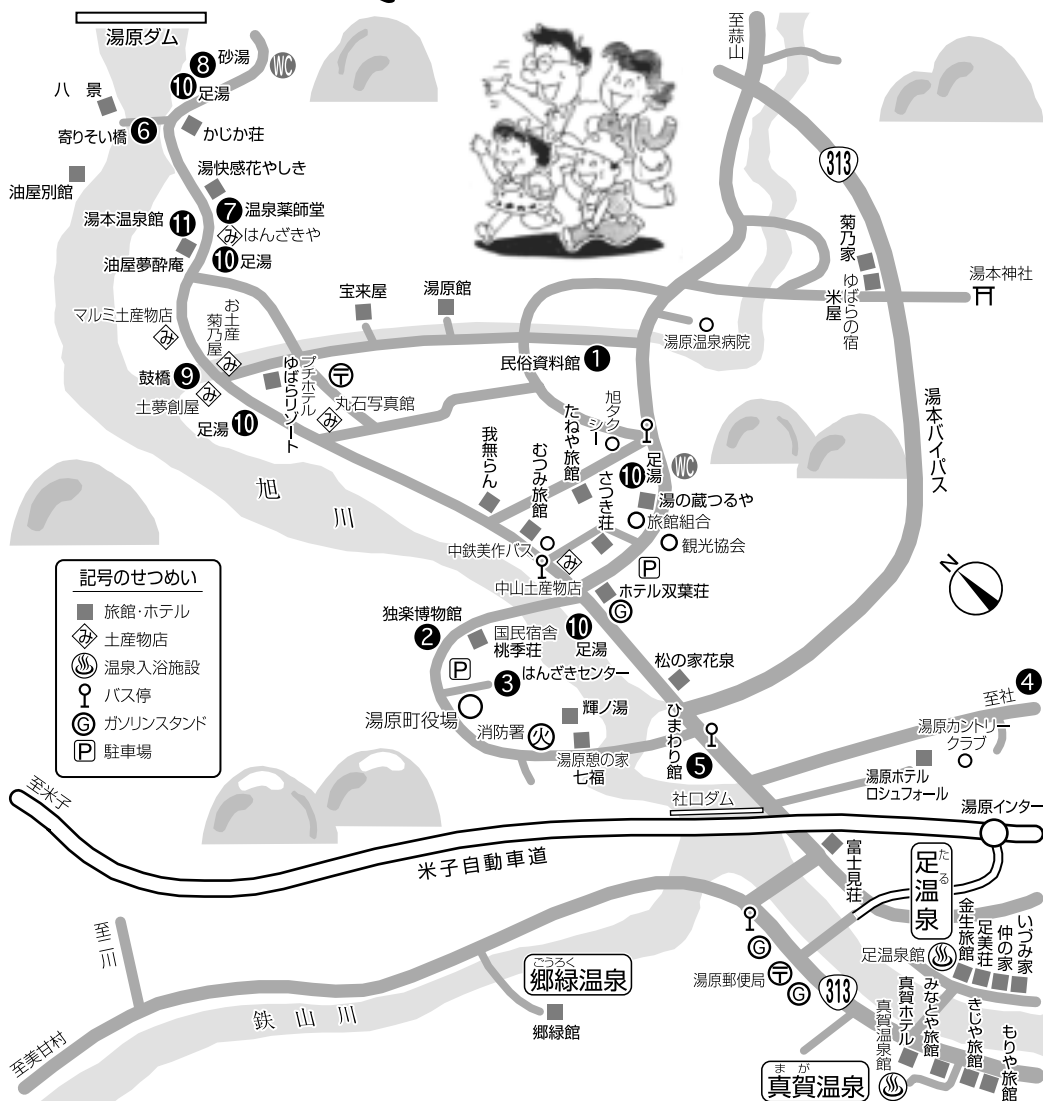 湯原ダム
⑧砂湯
WC
⑩足湯
八景
寄りそい橋⑥
かじか荘
油屋別館
湯快感花やしき
湯本温泉館⑪
⑦温泉薬師堂
みはんざきや
油屋夢酔庵
⑩足湯
至蒜山
313
菊乃家
ゆばらの宿
米屋
湯本神社
宝来屋
湯原館
湯原温泉病院
マルミ土産物店
み
お土産
菊乃屋
み
民俗資料館①
鼓橋⑨
み
土夢創屋
足湯⑩
プチホテル
ゆばらリゾート
〒
丸石写真館
み
旭タクシー
湯本バイパス
我無らん
むつみ旅館
たねや旅館
さつき荘
⑩足湯
WC
湯の蔵つるや
旅館組合
観光協会
旭川
中鉄美作バス
み
中山土産物店
P
ホテル双葉荘
G
N
記号のせつめい
旅館・ホテル
み 土産物店
温泉入浴施設
バス停
G ガソリンスタンド
P 駐車場
独楽博物館
②
国民宿舎
桃季荘
⑩
足湯
P
③はんざきセンター
松の家花泉
湯原町役場
輝ノ湯
消防署
火
湯原憩の家
七福
ひまわり館
⑤
至社④
湯原カントリー
クラブ
湯原ホテル
ロシュフォール
社口ダム
湯原インター
至米子
米子自動車道
富士見荘
たる
足温泉
至二川
足温泉館
金生旅館
足美荘
仲の家
いづみ家
ごうろく
郷緑温泉
郷緑館
G
湯原郵便局
〒
G
313
鉄山川
至美甘村
真賀温泉館
真賀ホテル
みなとや旅館
きじや旅館
もりや旅館
まが
真賀温泉